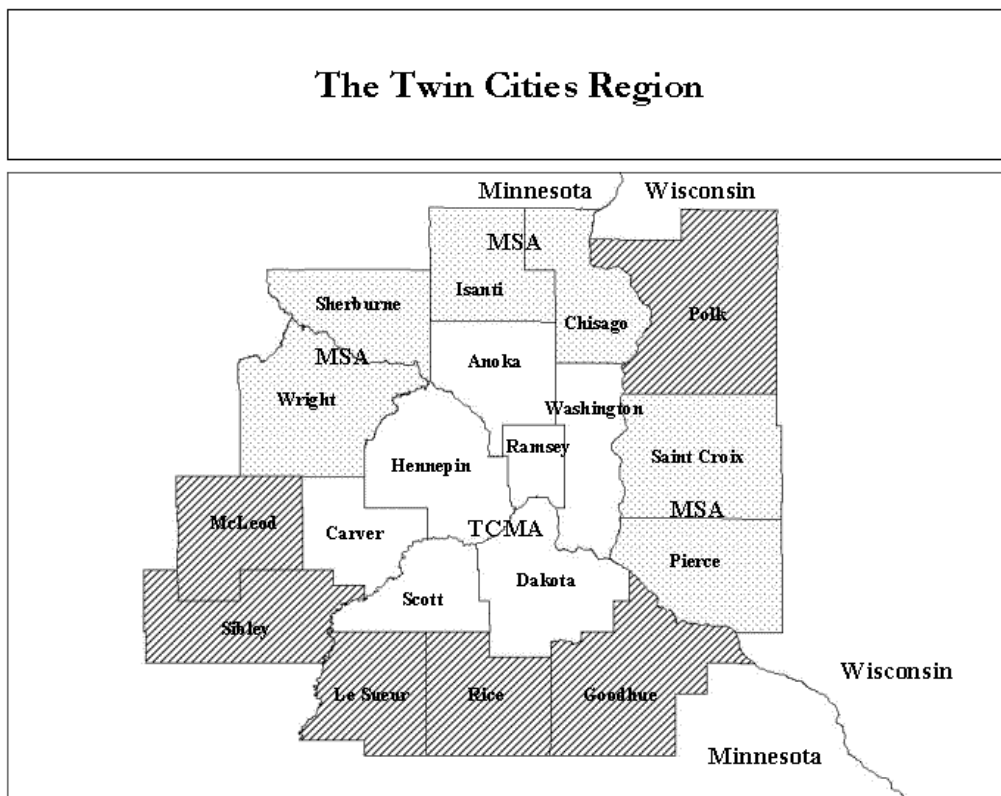 The Twin Cities Region
Minnesota
Wisconsin
MSA
Isanti
Sherburne
Chisago
Polk
MSA
Anoka
Wright
Washington
Ramsey
Hennepin
Saint Croix
MSA
McLeod
Carver
TCMA
Pierce
Dakota
Scott
Sibley
Le Sueur
Rice
Goodhue
Wisconsin
Minnesota